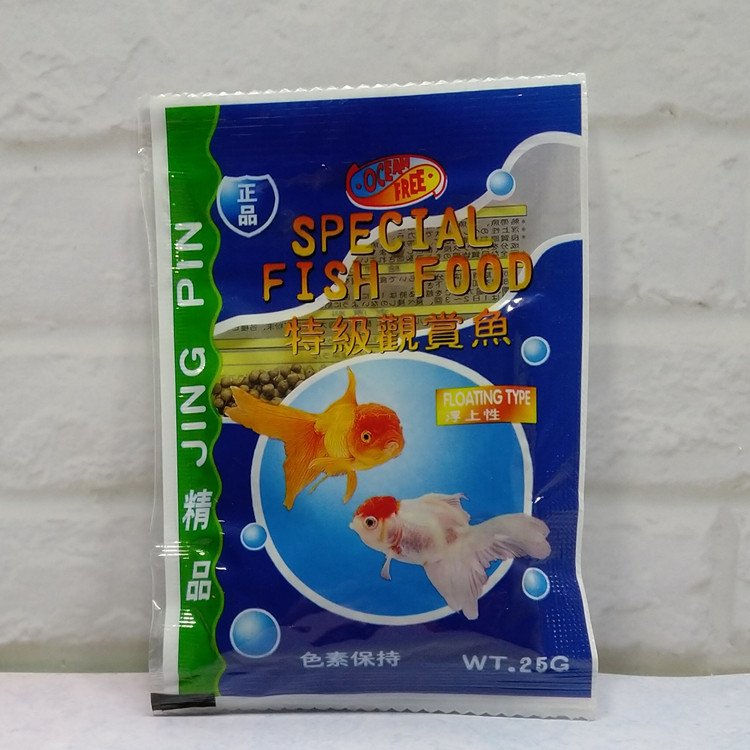 正品
OCEAN FREE
SPECIAL
FISH FOOD
特級觀賞魚
FLOATING TYPE
浮上性
JING PIN
精品
色素保持
WT.25G